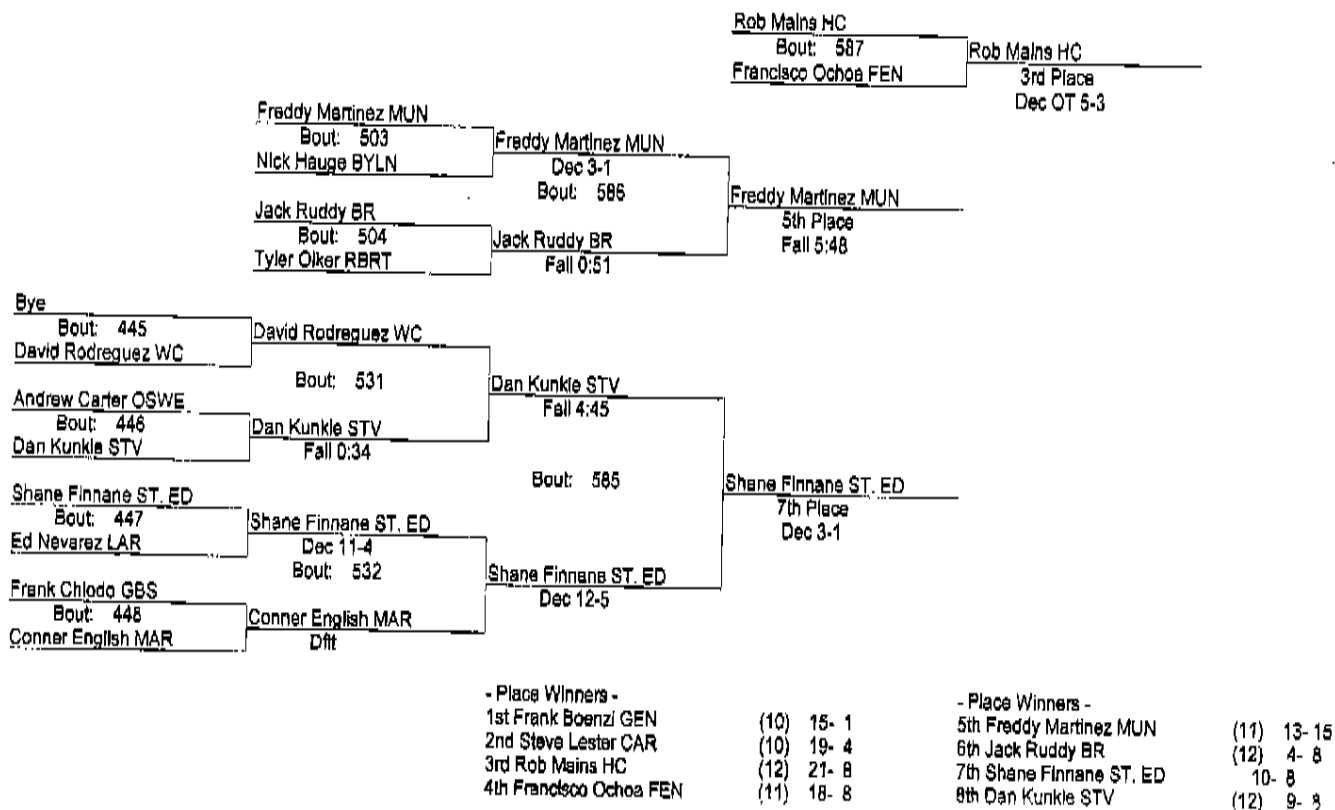 Rob Mains HC
Bout: 587
Francisco Ochoa FEN
Rob Mains HC
3rd Place
Dec OT 5-3
Freddy Martinez MUN
Bout: 503
Nick Hauge BYLN
Freddy Martinez MUN
Dec 3-1
Bout: 586
Jack Ruddy BR
Bout: 504
Tyler Olker RBRT
Jack Ruddy BR
Fall 0:51
Freddy Martinez MUN
5th Place
Fall 5:48
Bye
Bout: 445
David Rodreguez WC
David Rodreguez WC
Bout: 531
Andrew Carter OSWE
Bout: 446
Dan Kunkle STV
Dan Kunkle STV
Fall 0:34
Dan Kunkle STV
Fall 4:45
Bout: 585
Shane Finnane ST. ED
Bout: 447
Ed Nevarez LAR
Shane Finnane ST. ED
Dec 11-4
Bout: 532
Frank Chiodo GBS
Bout: 448
Conner English MAR
Conner English MAR
Dflt
Shane Finnane ST. ED
Dec 12-5
Shane Finnane ST. ED
7th Place
Dec 3-1
- Place Winners -
1st Frank Boenzi GEN (10) 15- 1
2nd Steve Lester CAR (10) 19- 4
3rd Rob Mains HC (12) 21- 8
4th Francisco Ochoa FEN (11) 18- 8
- Place Winners -
5th Freddy Martinez MUN (11) 13- 15
6th Jack Ruddy BR (12) 4- 8
7th Shane Finnane ST. ED 10- 8
8th Dan Kunkle STV (12) 9- 8